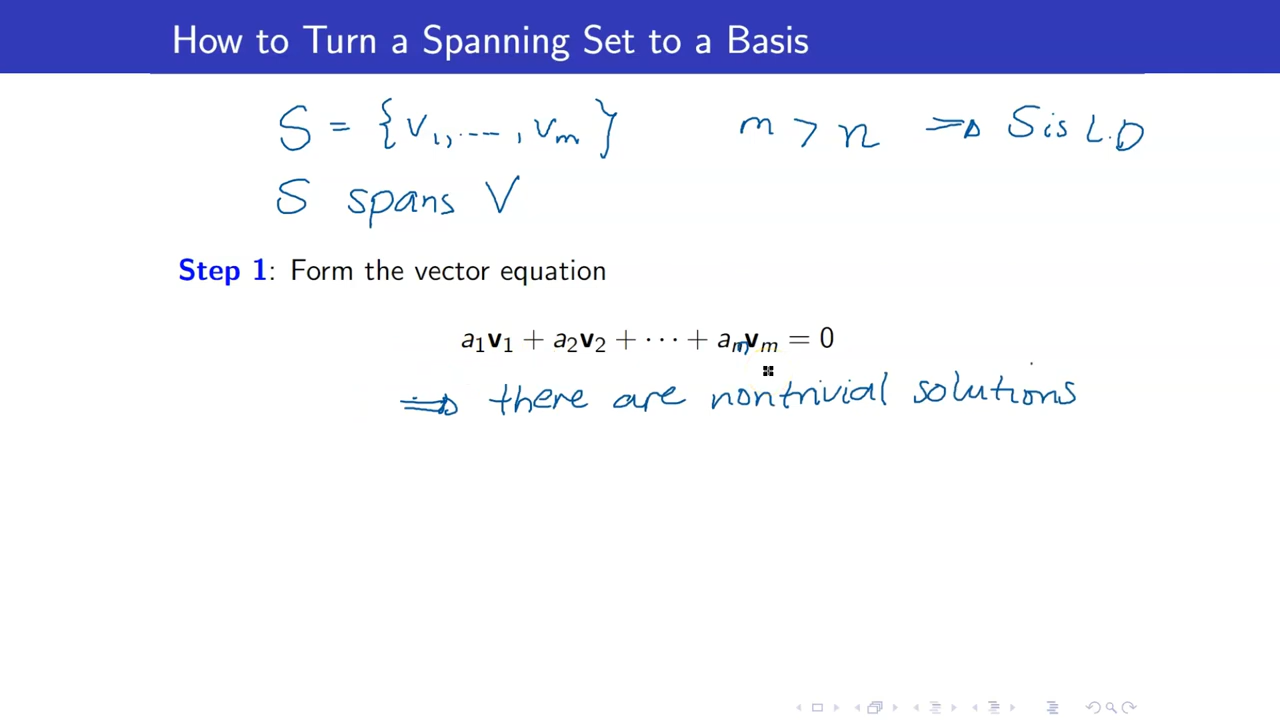 How to Turn a Spanning Set to a Basis
S = {v₁, ..., vₘ} m > n ⇒ S is L.D
S spans V
Step 1: Form the vector equation
a₁v₁ + a₂v₂ + ⋯ + aₘvₘ = 0
⇒ there are nontrivial solutions